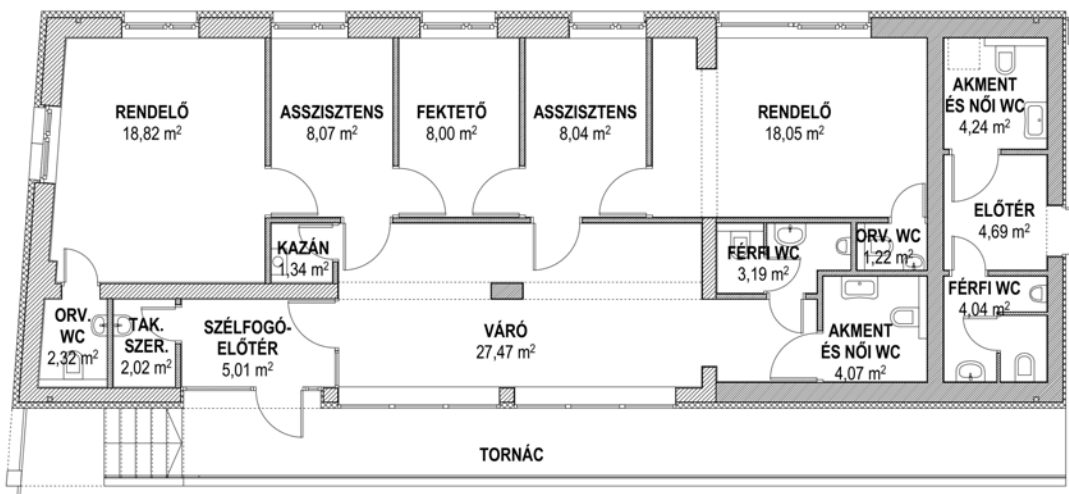 RENDELŐ
18,82 m²
ASSZISZTENS
8,07 m²
FEKTETŐ
8,00 m²
ASSZISZTENS
8,04 m²
RENDELŐ
18,05 m²
AKMENT
ÉS NŐI WC
4,24 m²
ELŐTÉR
4,69 m²
KAZÁN
1,34 m²
FÉRFI WC
3,19 m²
ORV. WC
1,22 m²
FÉRFI WC
4,04 m²
ORV.
WC
2,32 m²
TAK.
SZER.
2,02 m²
SZÉLFOGÓ-
ELŐTÉR
5,01 m²
VÁRÓ
27,47 m²
AKMENT
ÉS NŐI WC
4,07 m²
TORNÁC